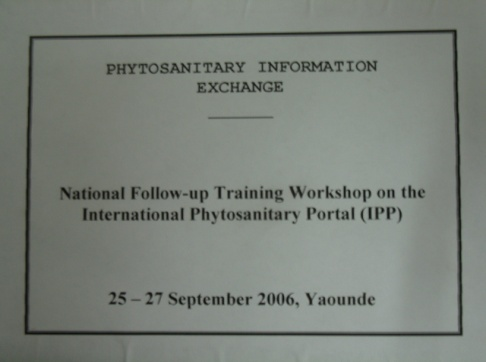 PHYTOSANITARY INFORMATION
EXCHANGE
National Follow-up Training Workshop on the
International Phytosanitary Portal (IPP)
25 – 27 September 2006, Yaounde